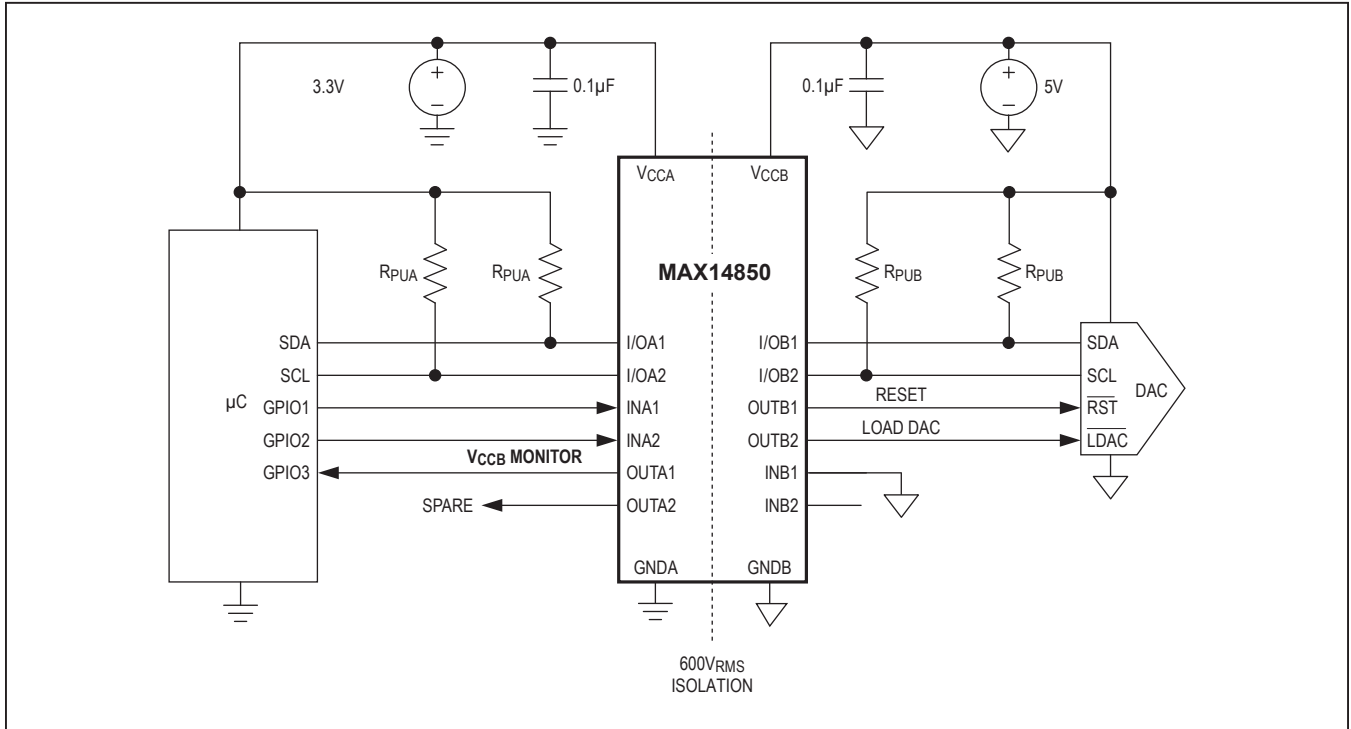 3.3V
+
−
0.1µF
0.1µF
+
−
5V
VCCA
VCCB
RPUA
RPUA
MAX14850
RPUB
RPUB
SDA
I/OA1
I/OB1
SDA
SCL
I/OA2
I/OB2
SCL
µC
DAC
GPIO1
INA1
OUTB1
RESET
RST
GPIO2
INA2
OUTB2
LOAD DAC
LDAC
GPIO3
VCCB MONITOR
OUTA1
INB1
SPARE
OUTA2
INB2
GNDA
GNDB
600VRMS
ISOLATION